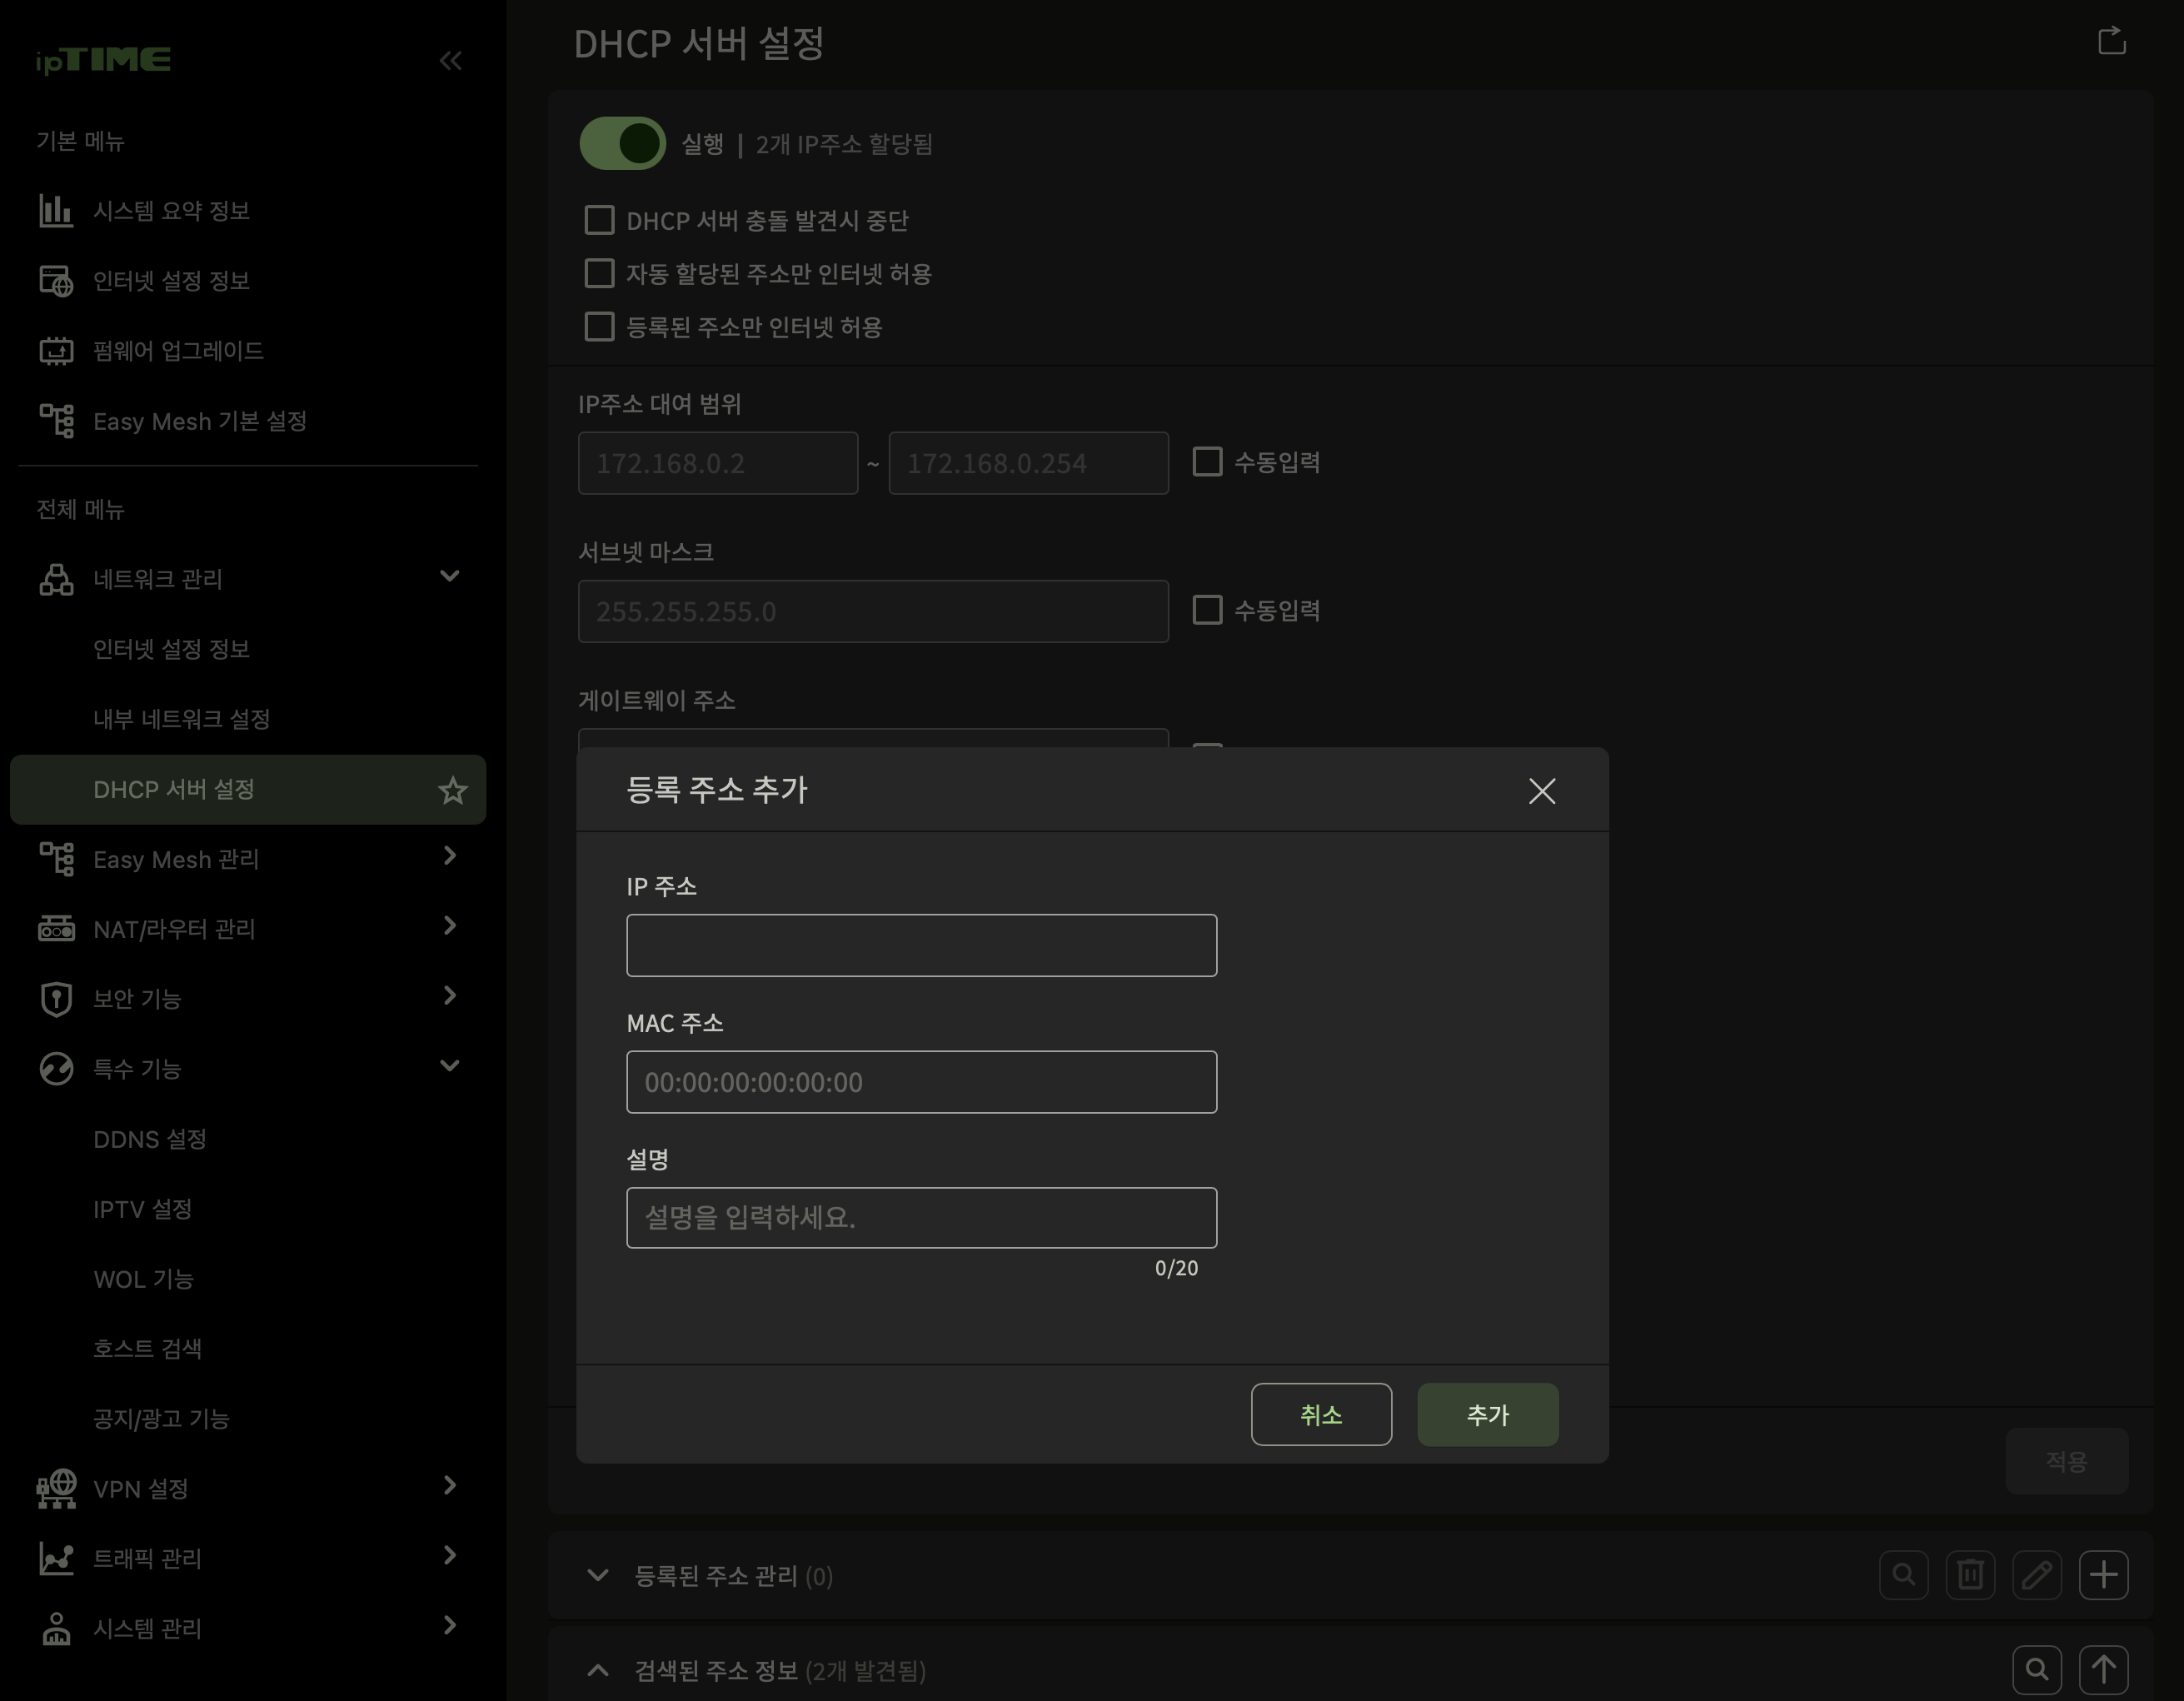 ipTIME
기본 메뉴
시스템 요약 정보
인터넷 설정 정보
펌웨어 업그레이드
Easy Mesh 기본 설정
전체 메뉴
네트워크 관리
인터넷 설정 정보
내부 네트워크 설정
DHCP 서버 설정
Easy Mesh 관리
NAT/라우터 관리
보안 기능
특수 기능
DDNS 설정
IPTV 설정
WOL 기능
호스트 검색
공지/광고 기능
VPN 설정
트래픽 관리
시스템 관리
DHCP 서버 설정
실행 | 2개 IP주소 할당됨
DHCP 서버 충돌 발견시 중단
자동 할당된 주소만 인터넷 허용
등록된 주소만 인터넷 허용
IP주소 대여 범위
172.168.0.2 ~ 172.168.0.254 수동입력
서브넷 마스크
255.255.255.0 수동입력
게이트웨이 주소
등록 주소 추가
IP 주소
MAC 주소
00:00:00:00:00:00
설명
설명을 입력하세요.
0/20
취소 추가
적용
등록된 주소 관리 (0)
검색된 주소 정보 (2개 발견됨)